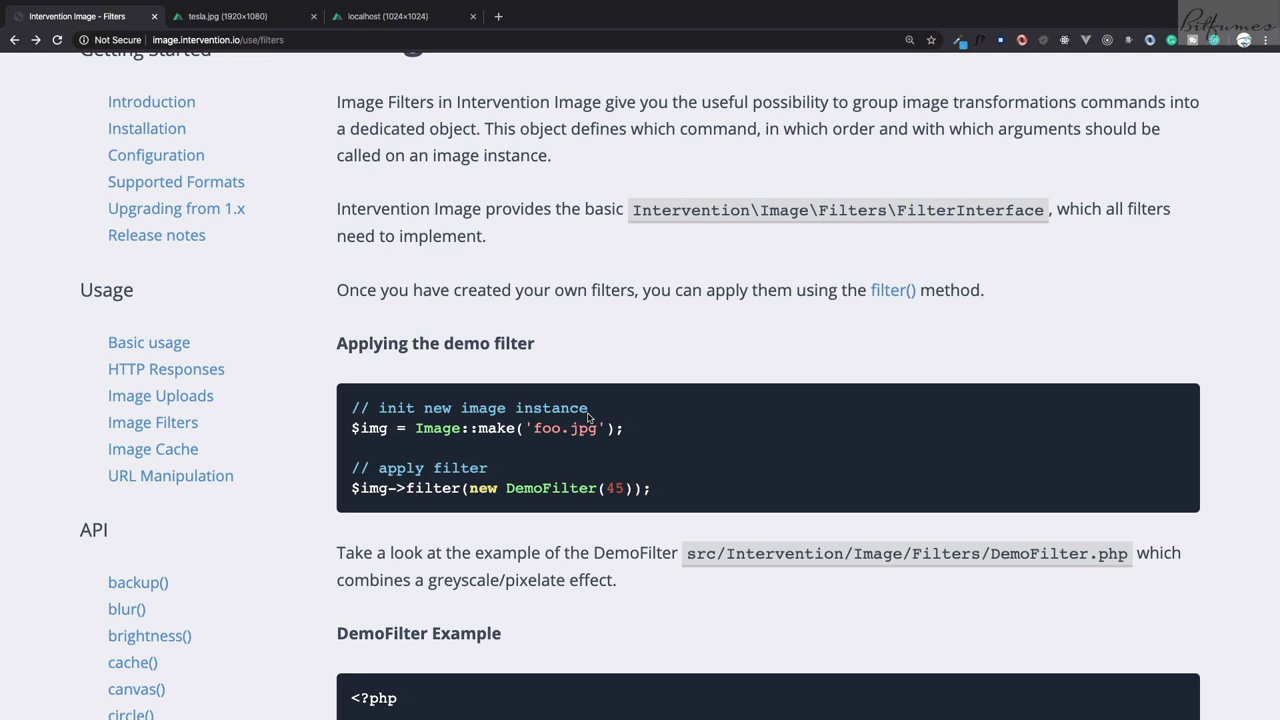 Intervention Image - Filters
tesla.jpg (1920×1080)
localhost (1024×1024)
Bitfumes
Not Secure
image.intervention.io/use/filters
Getting Started
Introduction
Installation
Configuration
Supported Formats
Upgrading from 1.x
Release notes
Usage
Basic usage
HTTP Responses
Image Uploads
Image Filters
Image Cache
URL Manipulation
API
backup()
blur()
brightness()
cache()
canvas()
circle()
Image Filters in Intervention Image give you the useful possibility to group image transformations commands into
a dedicated object. This object defines which command, in which order and with which arguments should be
called on an image instance.
Intervention Image provides the basic Intervention\Image\Filters\FilterInterface, which all filters
need to implement.
Once you have created your own filters, you can apply them using the filter() method.
Applying the demo filter
// init new image instance
$img = Image::make('foo.jpg');
// apply filter
$img->filter(new DemoFilter(45));
Take a look at the example of the DemoFilter src/Intervention/Image/Filters/DemoFilter.php which
combines a greyscale/pixelate effect.
DemoFilter Example
<?php